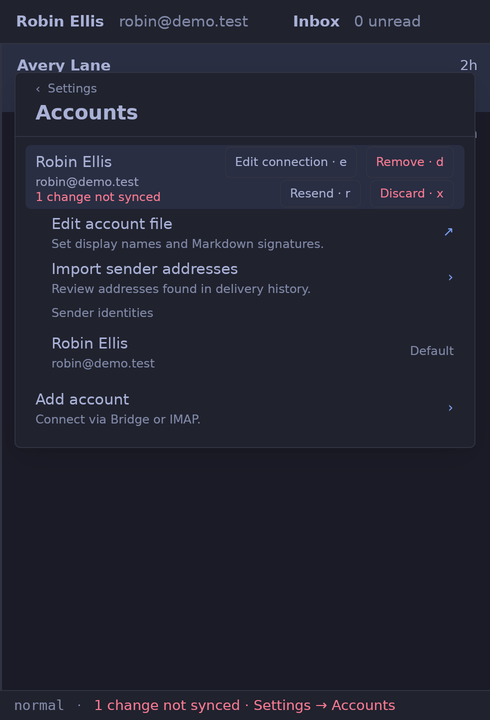 Robin Ellis robin@demo.test Inbox 0 unread
Avery Lane 2h
‹ Settings
Accounts
Robin Ellis Edit connection · e Remove · d
robin@demo.test
1 change not synced Resend · r Discard · x
Edit account file ↗
Set display names and Markdown signatures.
Import sender addresses ›
Review addresses found in delivery history.
Sender identities
Robin Ellis Default
robin@demo.test
Add account ›
Connect via Bridge or IMAP.
normal · 1 change not synced · Settings → Accounts